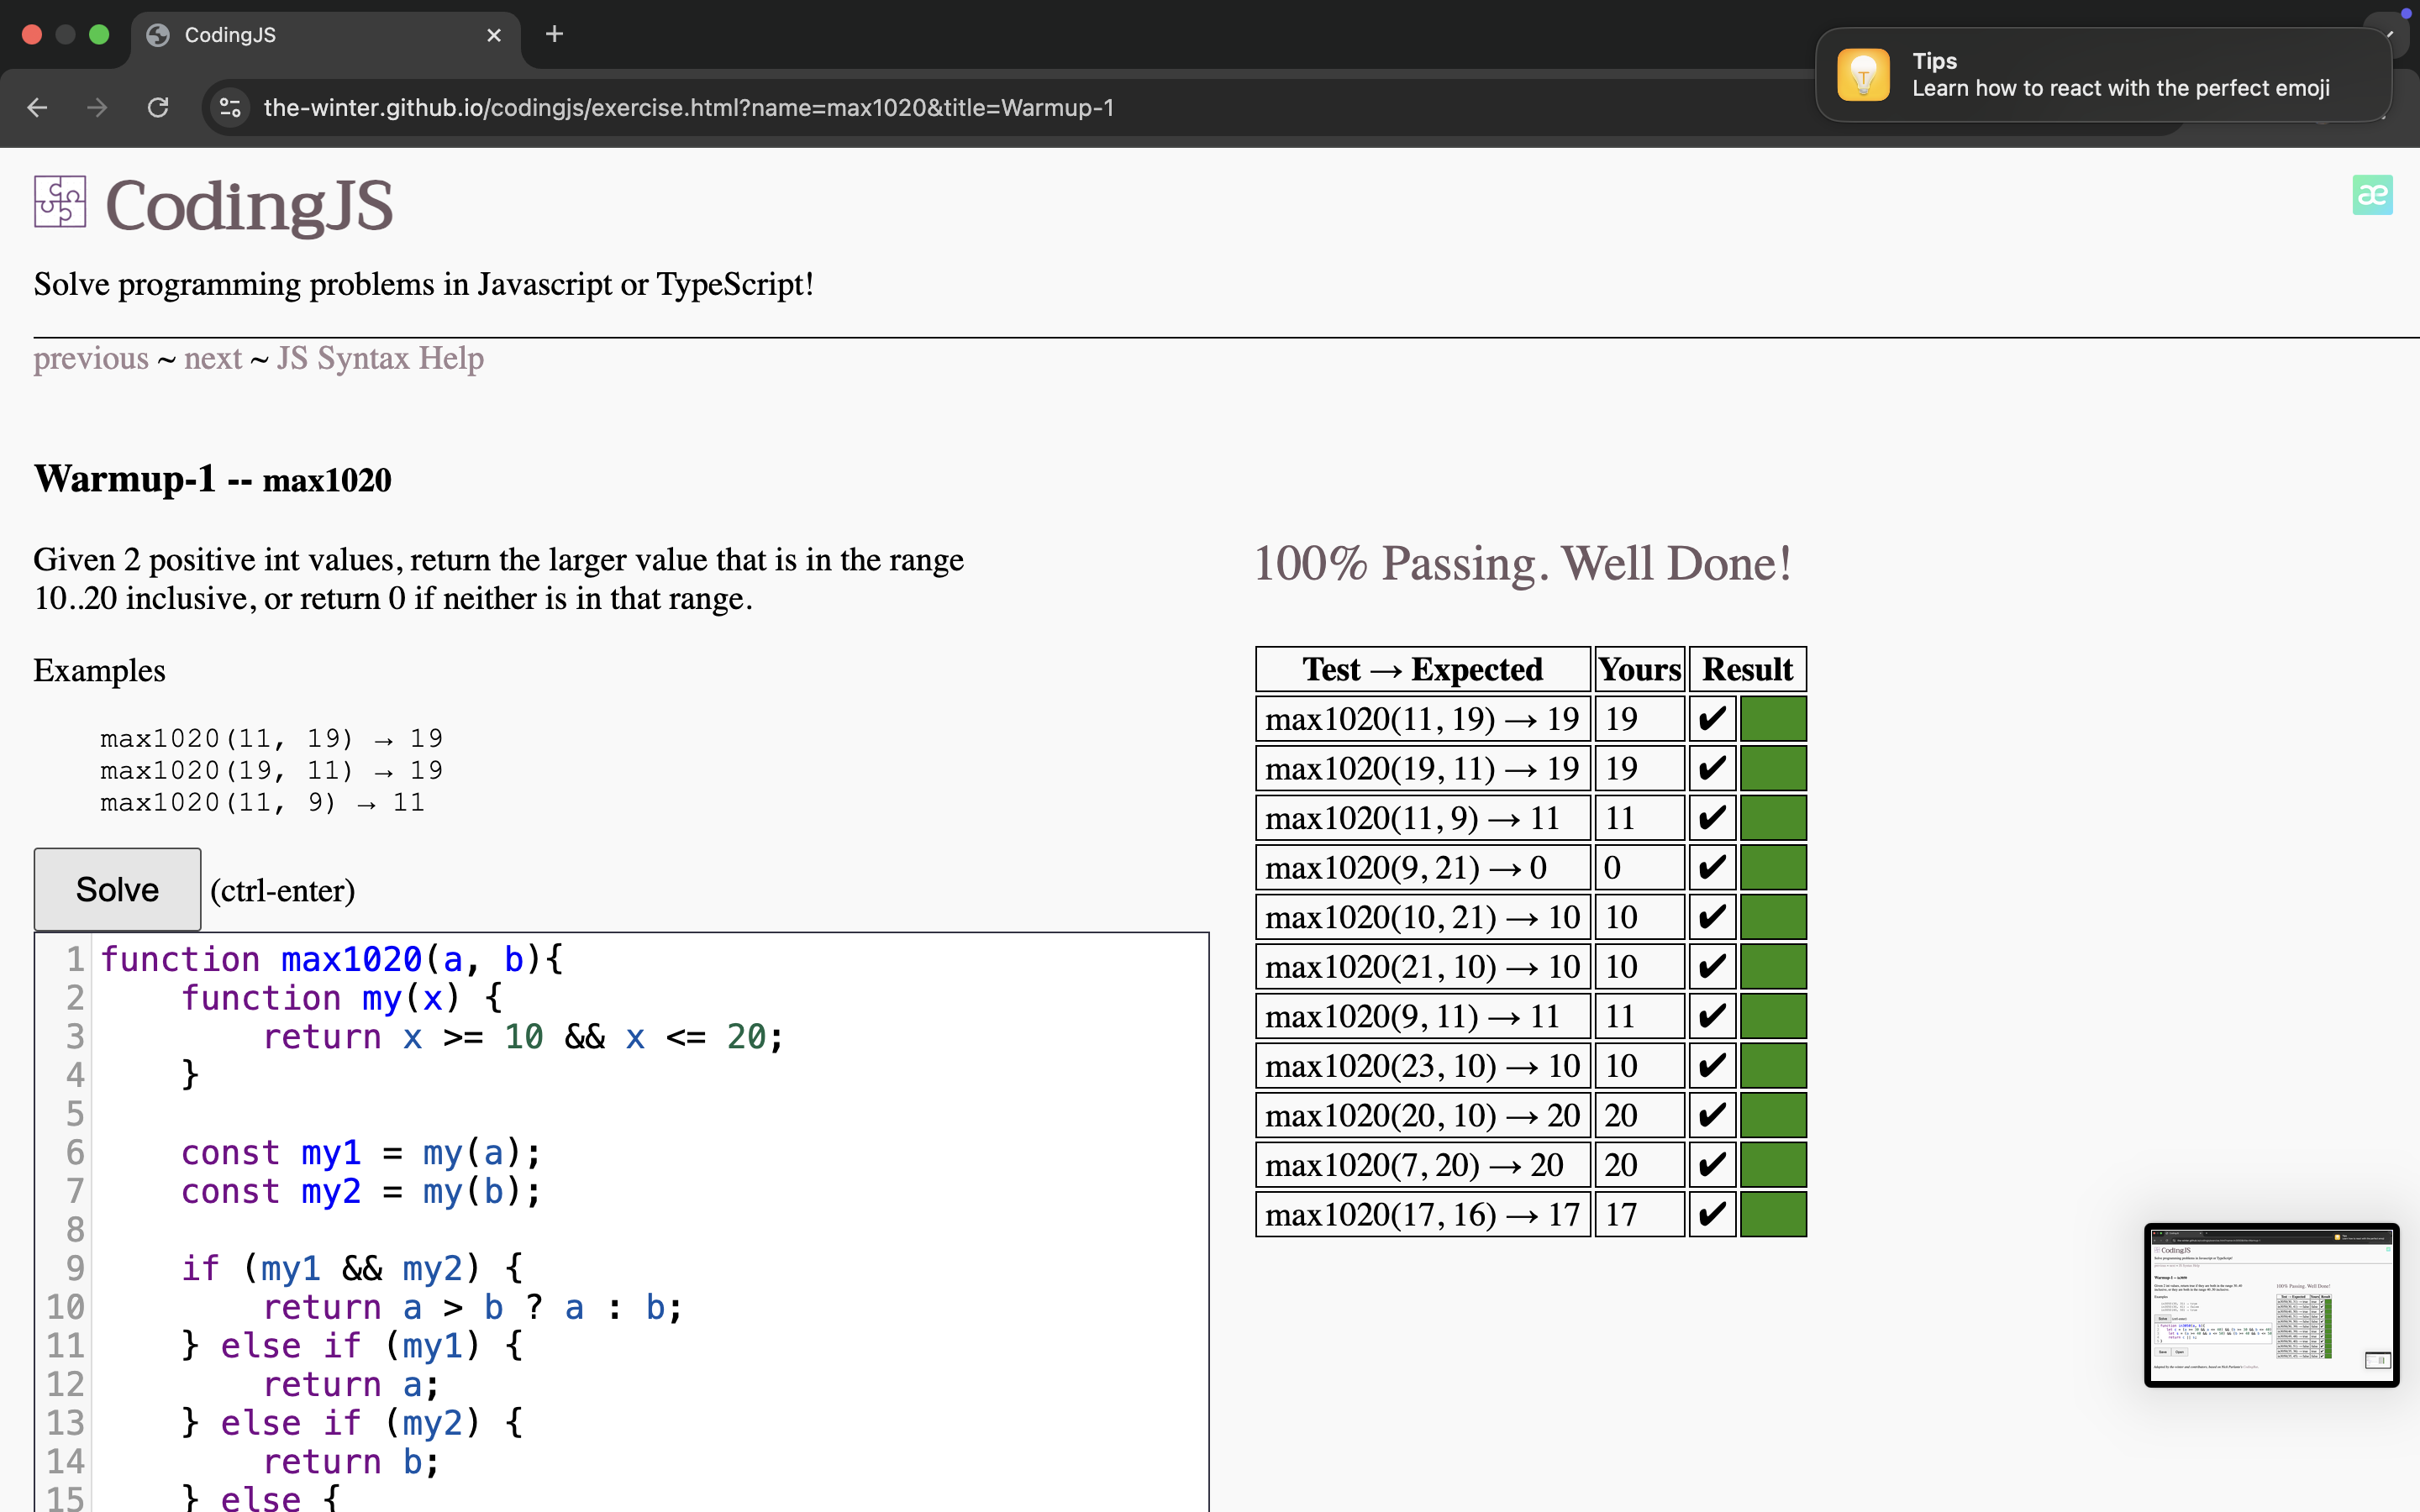 CodingJS
Tips
Learn how to react with the perfect emoji
the-winter.github.io/codingjs/exercise.html?name=max1020&title=Warmup-1
CodingJS
æ
Solve programming problems in Javascript or TypeScript!
previous ~ next ~ JS Syntax Help
Warmup-1 -- max1020
Given 2 positive int values, return the larger value that is in the range
10..20 inclusive, or return 0 if neither is in that range.
Examples
max1020(11, 19) → 19
max1020(19, 11) → 19
max1020(11, 9) → 11
Solve (ctrl-enter)
1 function max1020(a, b){
2     function my(x) {
3         return x >= 10 && x <= 20;
4     }
5
6     const my1 = my(a);
7     const my2 = my(b);
8
9     if (my1 && my2) {
10         return a > b ? a : b;
11     } else if (my1) {
12         return a;
13     } else if (my2) {
14         return b;
15     } else {
100% Passing. Well Done!
Test → Expected Yours Result
max1020(11, 19) → 19 19 ✔
max1020(19, 11) → 19 19 ✔
max1020(11, 9) → 11 11 ✔
max1020(9, 21) → 0 0 ✔
max1020(10, 21) → 10 10 ✔
max1020(21, 10) → 10 10 ✔
max1020(9, 11) → 11 11 ✔
max1020(23, 10) → 10 10 ✔
max1020(20, 10) → 20 20 ✔
max1020(7, 20) → 20 20 ✔
max1020(17, 16) → 17 17 ✔
CodingJS